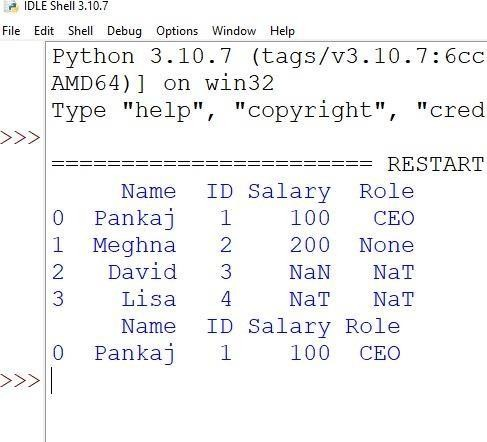 IDLE Shell 3.10.7
File Edit Shell Debug Options Window Help
Python 3.10.7 (tags/v3.10.7:6cc
AMD64)] on win32
Type "help", "copyright", "cred
>>>
========================= RESTART
Name ID Salary Role
0 Pankaj 1 100 CEO
1 Meghna 2 200 None
2 David 3 NaN NaT
3 Lisa 4 NaT NaT
Name ID Salary Role
0 Pankaj 1 100 CEO
>>>